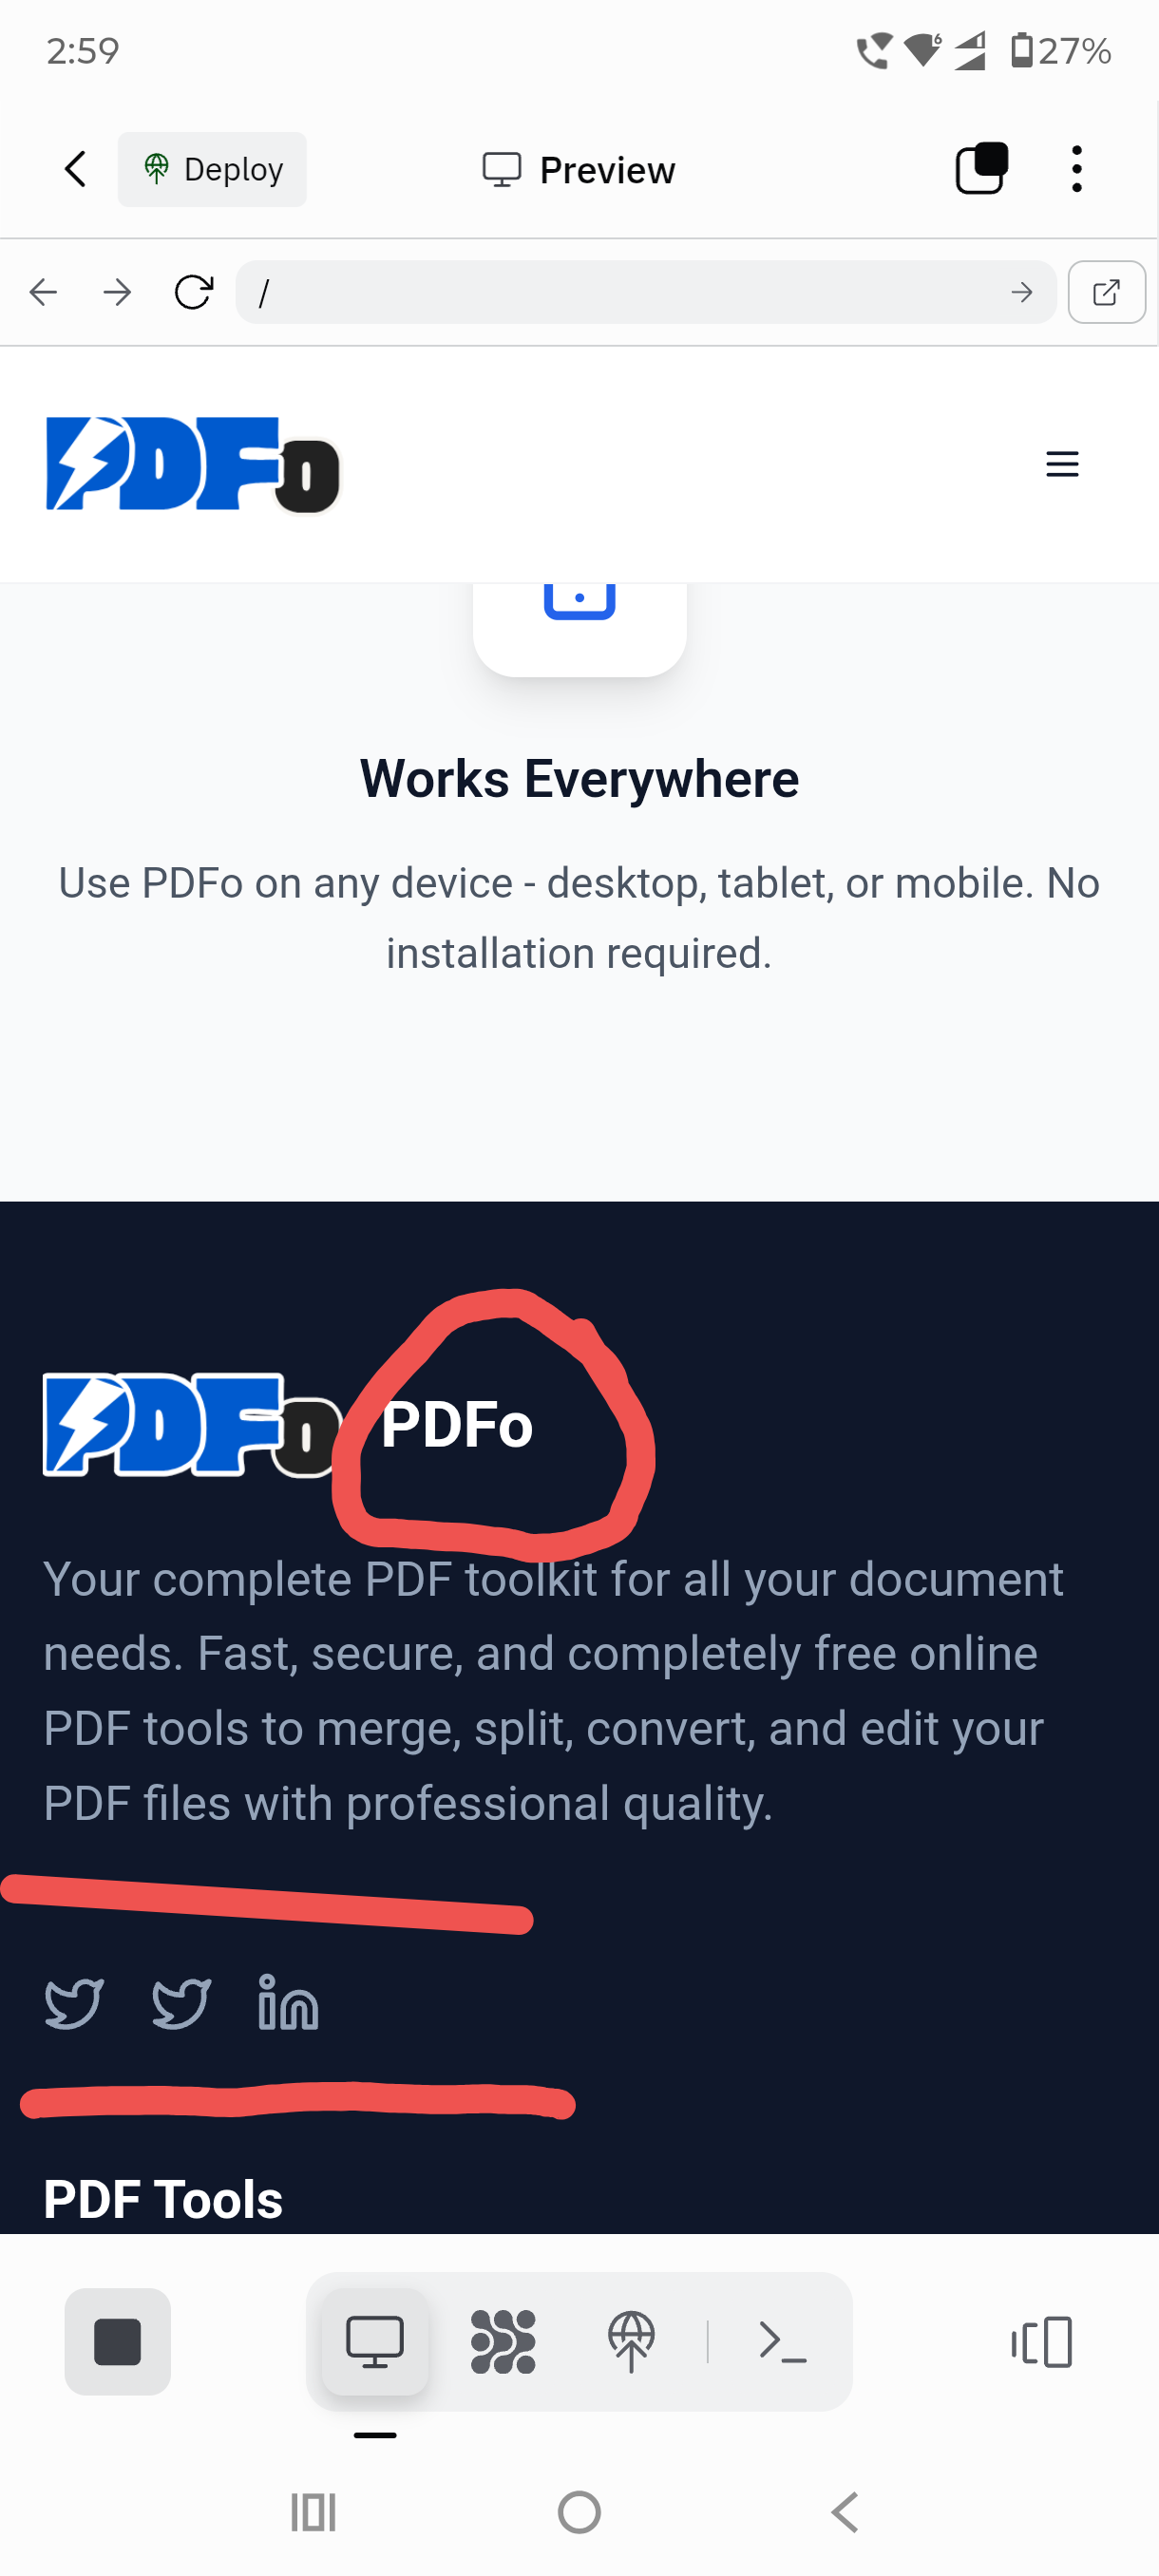 2:59
6
27%
Deploy
Preview
/
PDFo
Works Everywhere
Use PDFo on any device - desktop, tablet, or mobile. No
installation required.
PDFo PDFo
Your complete PDF toolkit for all your document
needs. Fast, secure, and completely free online
PDF tools to merge, split, convert, and edit your
PDF files with professional quality.
in
PDF Tools